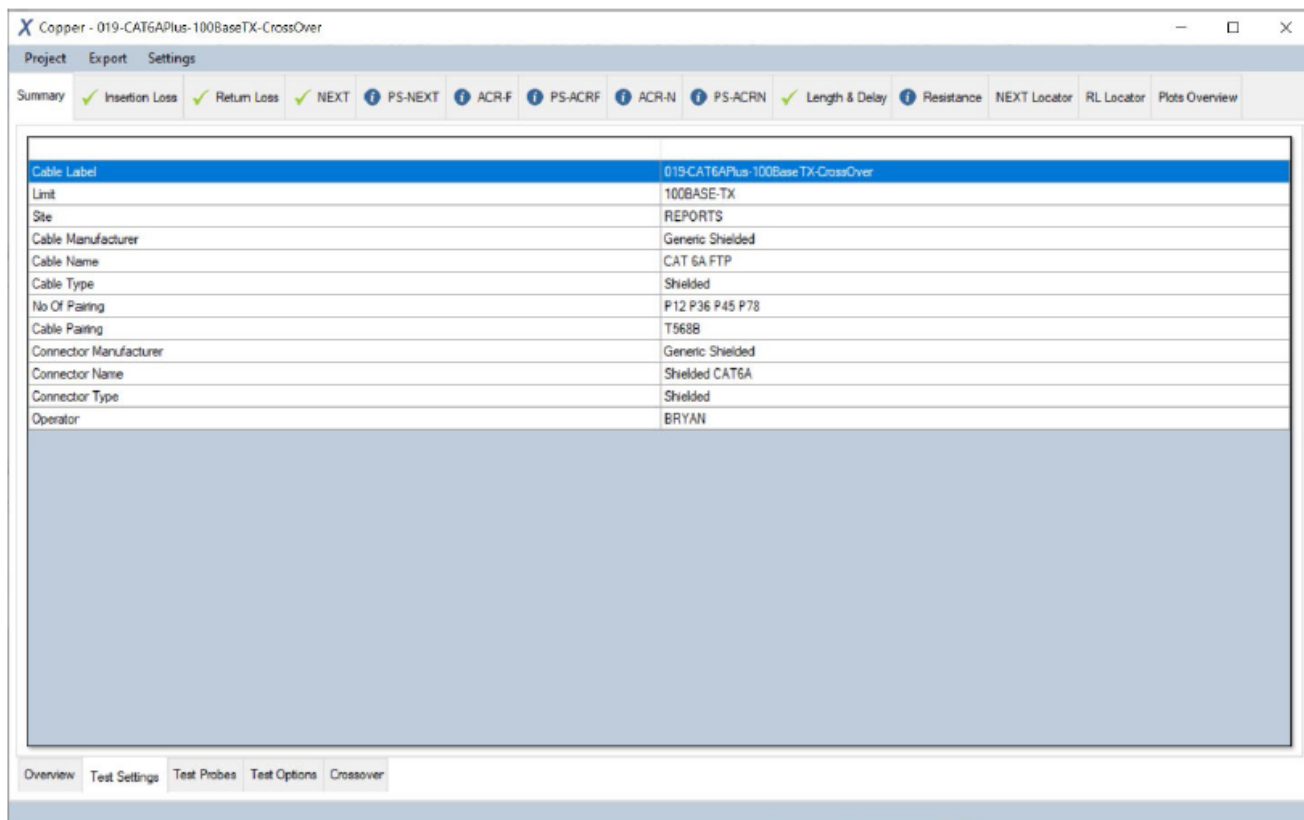 X Copper - 019-CAT6APlus-100BaseTX-CrossOver
Project Export Settings
Summary Insertion Loss Return Loss NEXT PS-NEXT ACR-F PS-ACRF ACR-N PS-ACRN Length & Delay Resistance NEXT Locator RL Locator Plots Overview
Cable Label 019-CAT6APlus-100BaseTX-CrossOver
Limit 100BASE-TX
Site REPORTS
Cable Manufacturer Generic Shielded
Cable Name CAT 6A FTP
Cable Type Shielded
No Of Pairing P12 P36 P45 P78
Cable Pairing T568B
Connector Manufacturer Generic Shielded
Connector Name Shielded CAT6A
Connector Type Shielded
Operator BRYAN
Overview Test Settings Test Probes Test Options Crossover